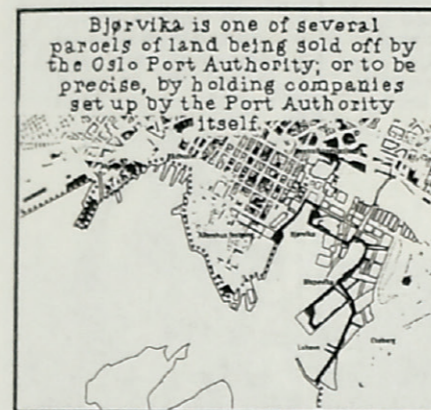 Bjørvika is one of several
parcels of land being sold off by
the Oslo Port Authority; or to be
precise, by holding companies
set up by the Port Authority
itself.
Bjørvika